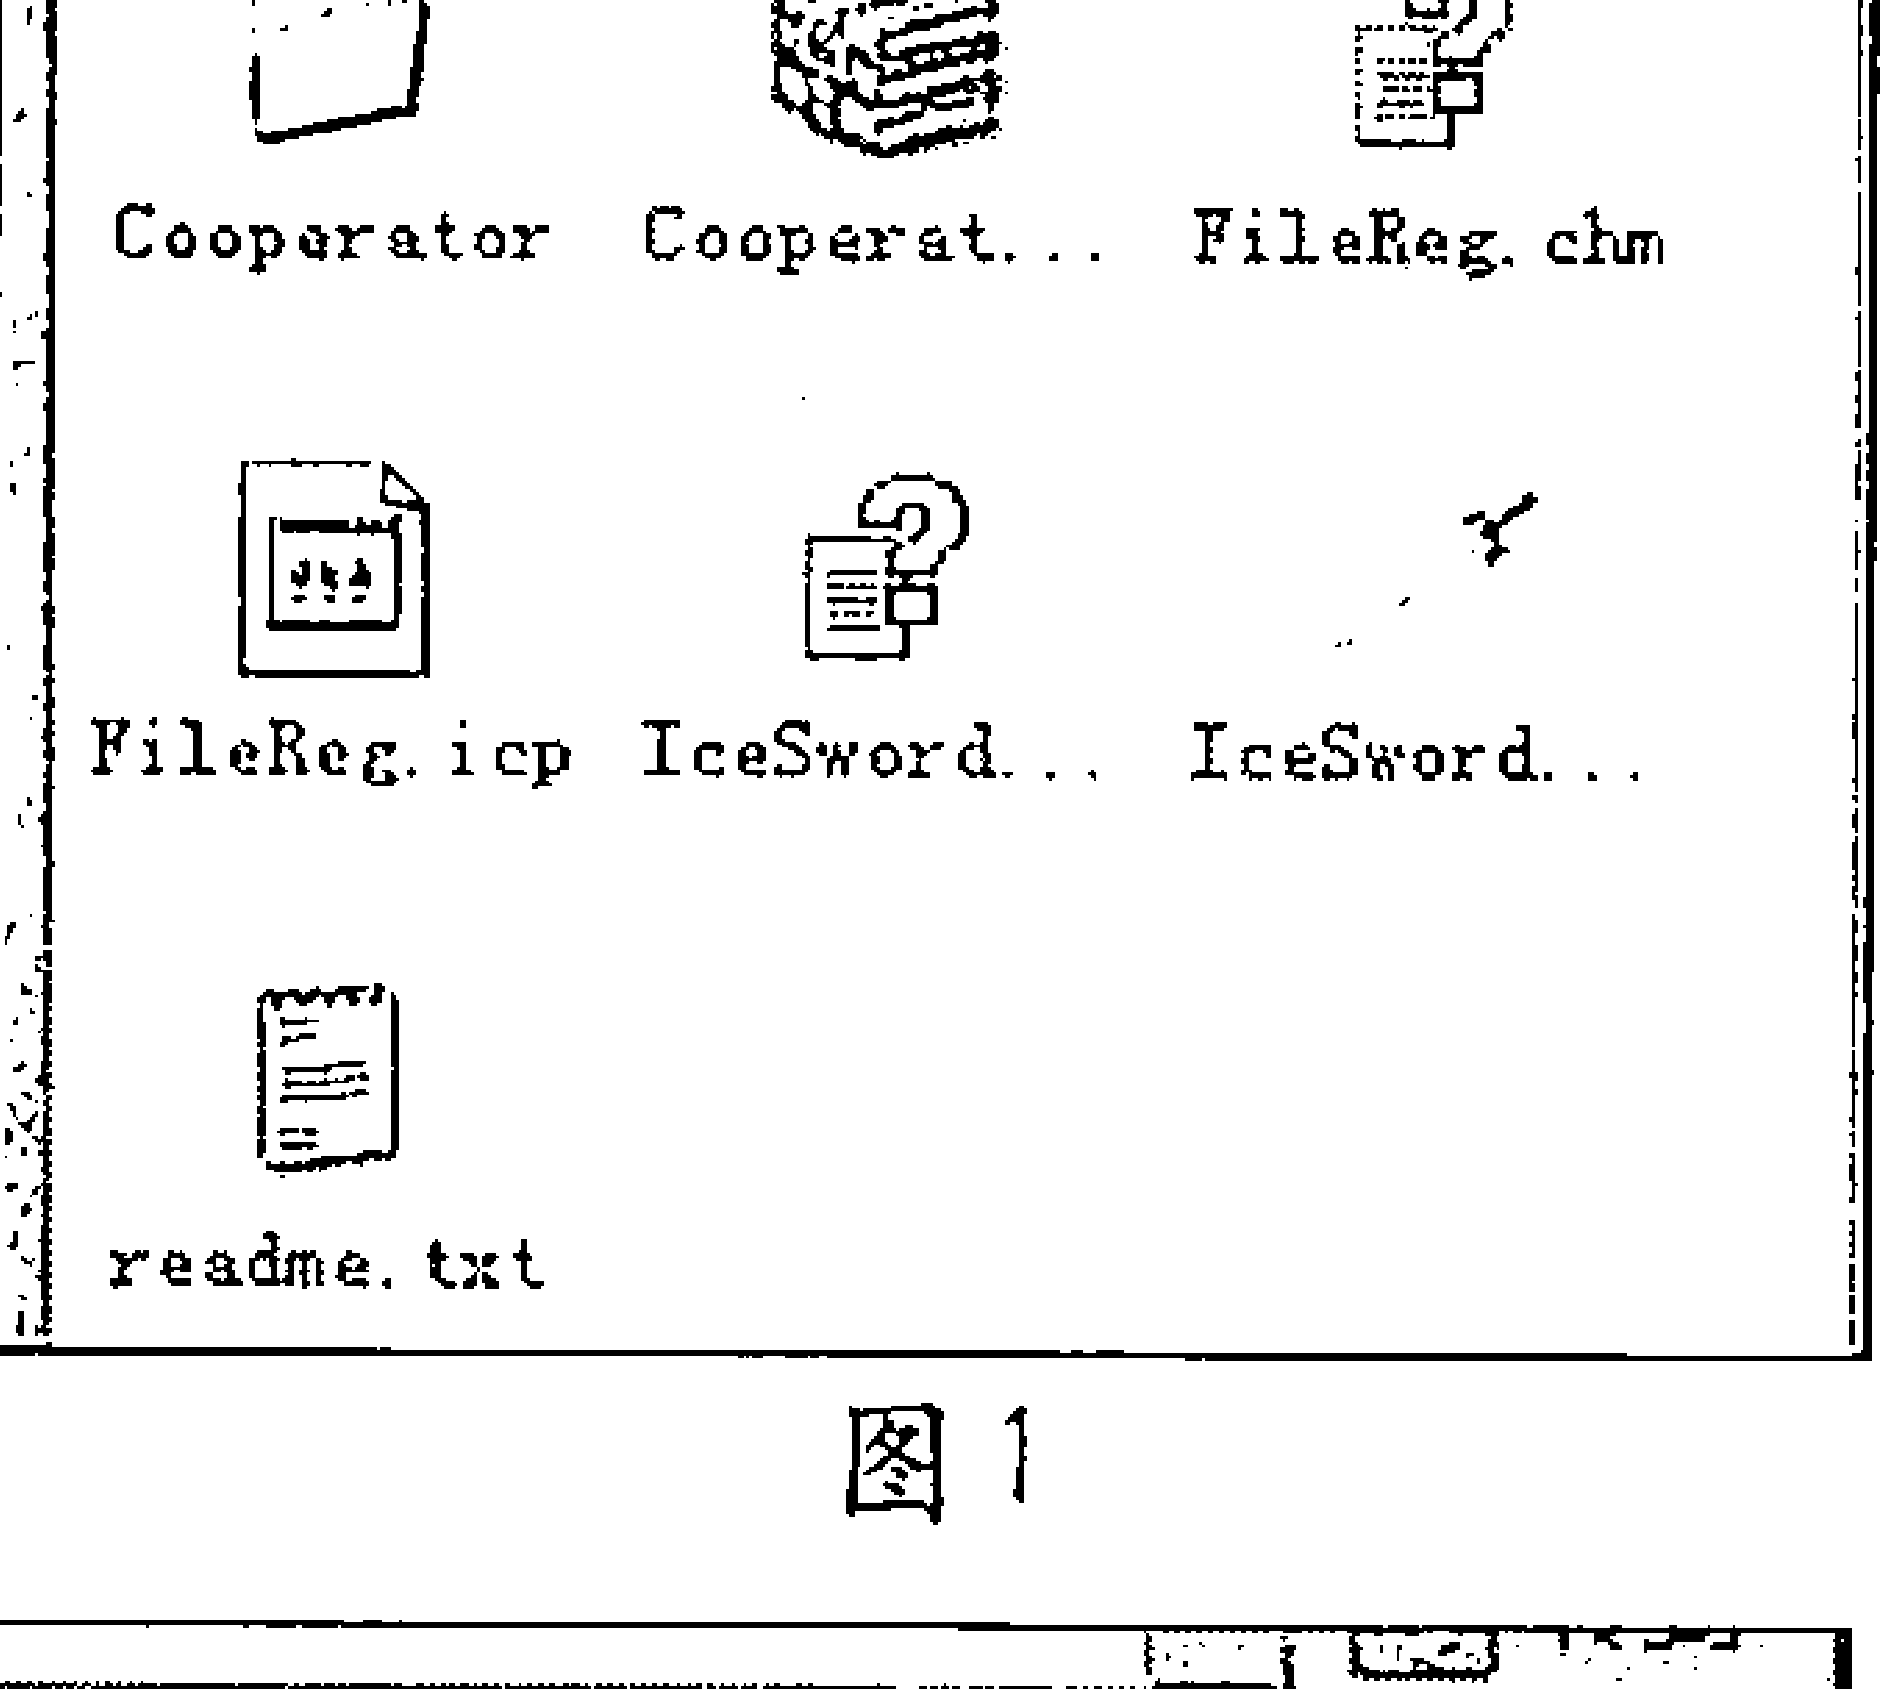 Cooperator Cooperat... FileReg.chm
FileReg.icp IceSword... IceSword...
readme.txt
图 1